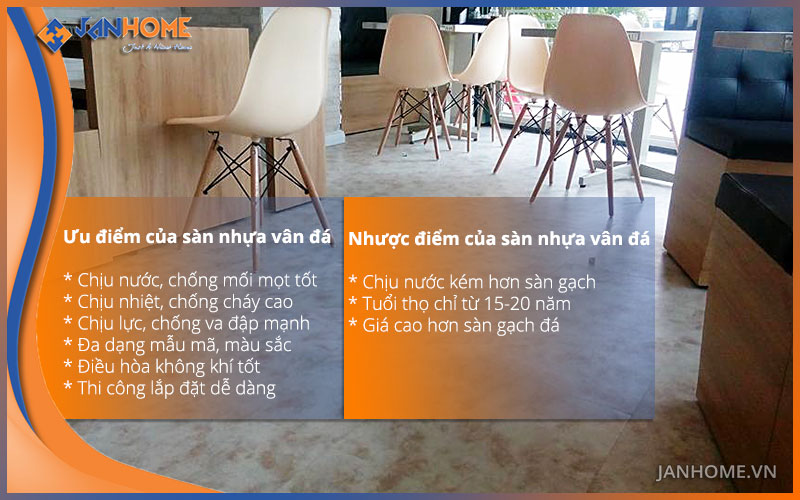 JANHOME
Ưu điểm của sàn nhựa vân đá
* Chịu nước, chống mối mọt tốt
* Chịu nhiệt, chống cháy cao
* Chịu lực, chống va đập mạnh
* Đa dạng mẫu mã, màu sắc
* Điều hòa không khí tốt
* Thi công lắp đặt dễ dàng
Nhược điểm của sàn nhựa vân đá
* Chịu nước kém hơn sàn gạch
* Tuổi thọ chỉ từ 15-20 năm
* Giá cao hơn sàn gạch đá
JANHOME.VN